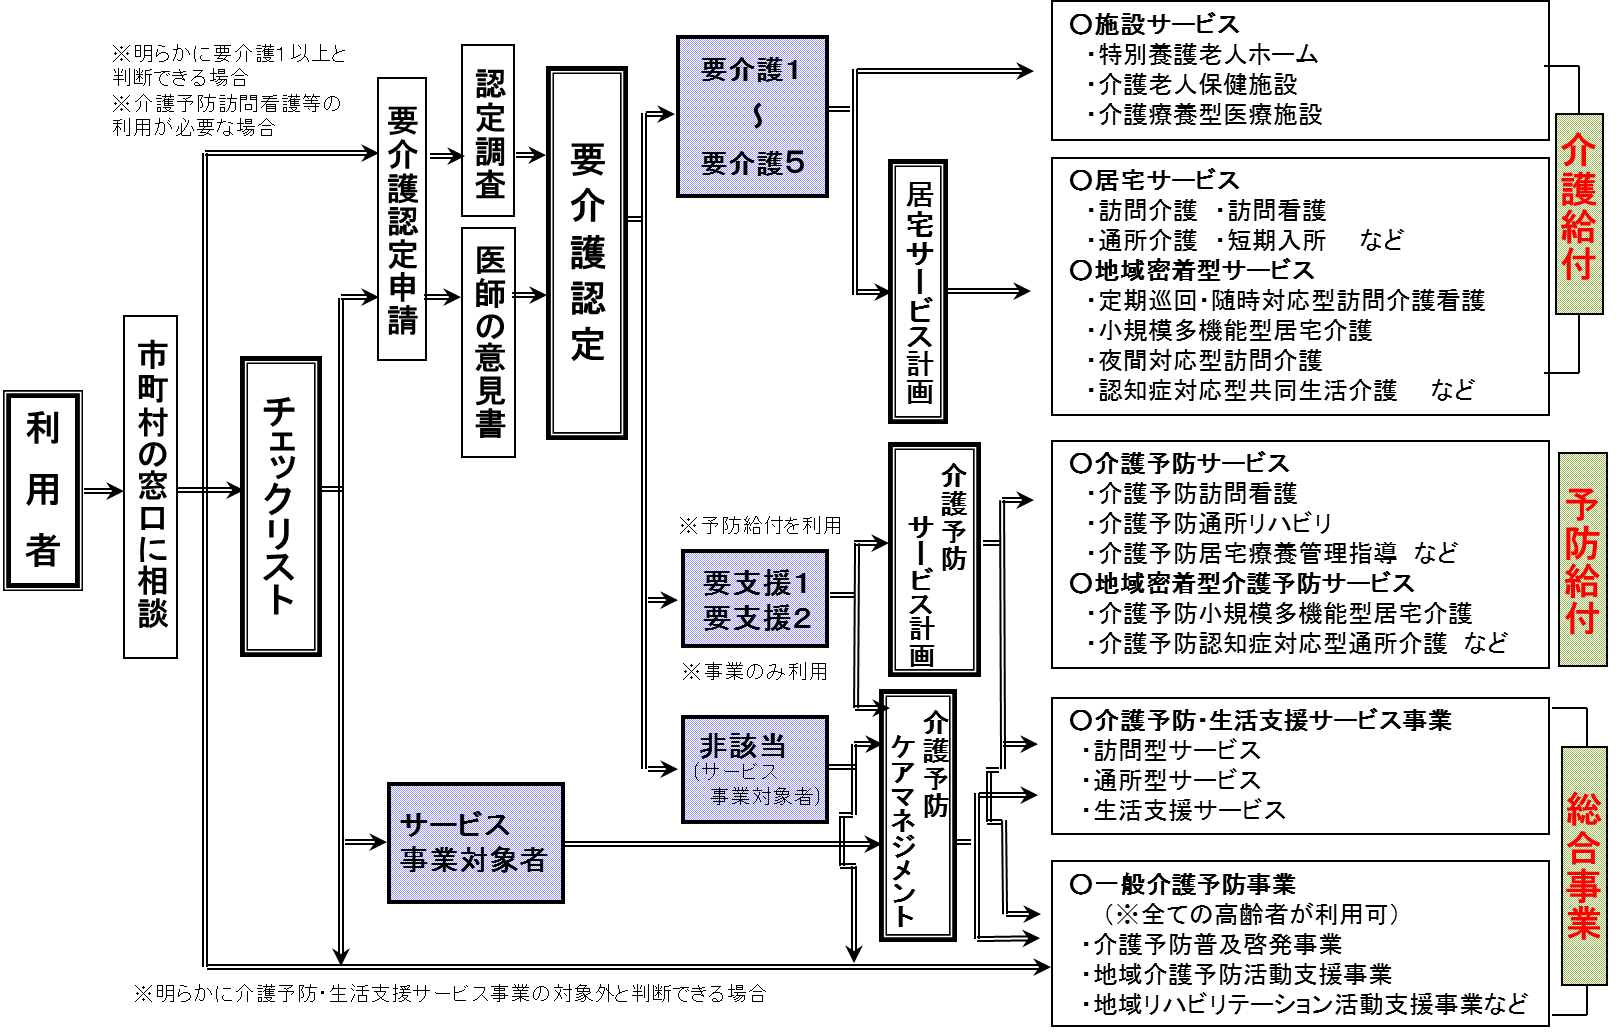 ※明らかに要介護1以上と
判断できる場合
※介護予防訪問看護等の
利用が必要な場合
利用者
市町村の窓口に相談
チェックリスト
要介護認定申請
認定調査
医師の意見書
要介護認定
要介護1
～
要介護5
居宅サービス計画
※予防給付を利用
要支援1
要支援2
※事業のみ利用
非該当
(サービス
事業対象者)
サービス
事業対象者
介護予防
サービス計画
介護予防
ケアマネジメント
※明らかに介護予防・生活支援サービス事業の対象外と判断できる場合
〇施設サービス
・特別養護老人ホーム
・介護老人保健施設
・介護療養型医療施設
〇居宅サービス
・訪問介護　・訪問看護
・通所介護　・短期入所　など
〇地域密着型サービス
・定期巡回・随時対応型訪問介護看護
・小規模多機能型居宅介護
・夜間対応型訪問介護
・認知症対応型共同生活介護　など
介護給付
〇介護予防サービス
・介護予防訪問看護
・介護予防通所リハビリ
・介護予防居宅療養管理指導　など
〇地域密着型介護予防サービス
・介護予防小規模多機能型居宅介護
・介護予防認知症対応型通所介護　など
予防給付
〇介護予防・生活支援サービス事業
・訪問型サービス
・通所型サービス
・生活支援サービス
〇一般介護予防事業
（※全ての高齢者が利用可）
・介護予防普及啓発事業
・地域介護予防活動支援事業
・地域リハビリテーション活動支援事業など
総合事業